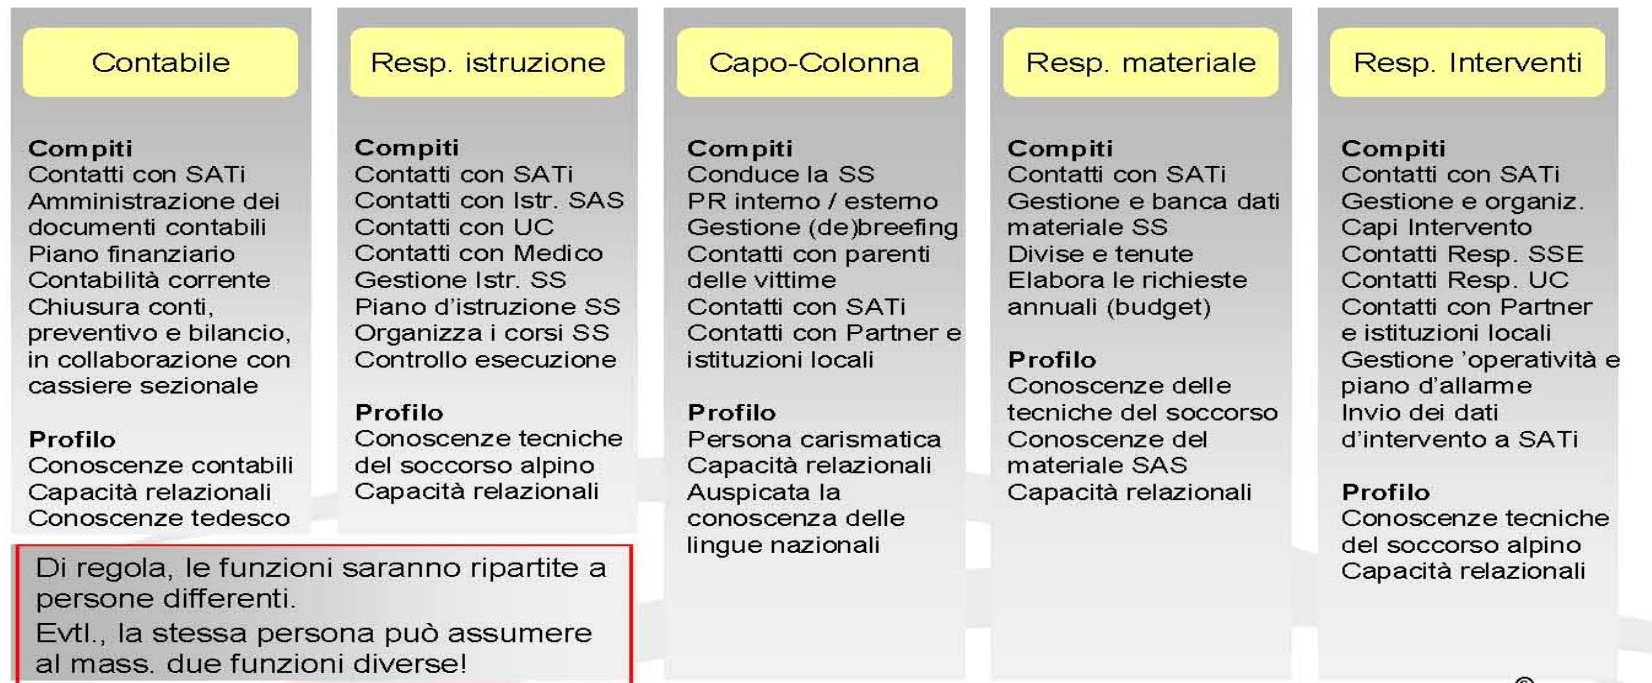 Contabile
Compiti
Contatti con SATi
Amministrazione dei
documenti contabili
Piano finanziario
Contabilità corrente
Chiusura conti,
preventivo e bilancio,
in collaborazione con
cassiere sezionale
Profilo
Conoscenze contabili
Capacità relazionali
Conoscenze tedesco
Resp. istruzione
Compiti
Contatti con SATi
Contatti con Istr. SAS
Contatti con UC
Contatti con Medico
Gestione Istr. SS
Piano d'istruzione SS
Organizza i corsi SS
Controllo esecuzione
Profilo
Conoscenze tecniche
del soccorso alpino
Capacità relazionali
Capo-Colonna
Compiti
Conduce la SS
PR interno / esterno
Gestione (de)breefing
Contatti con parenti
delle vittime
Contatti con SATi
Contatti con Partner e
istituzioni locali
Profilo
Persona carismatica
Capacità relazionali
Auspicata la
conoscenza delle
lingue nazionali
Resp. materiale
Compiti
Contatti con SATi
Gestione e banca dati
materiale SS
Divise e tenute
Elabora le richieste
annuali (budget)
Profilo
Conoscenze delle
tecniche del soccorso
Conoscenze del
materiale SAS
Capacità relazionali
Resp. Interventi
Compiti
Contatti con SATi
Gestione e organiz.
Capi Intervento
Contatti Resp. SSE
Contatti Resp. UC
Contatti con Partner
e istituzioni locali
Gestione 'operatività e
piano d'allarme
Invio dei dati
d'intervento a SATi
Profilo
Conoscenze tecniche
del soccorso alpino
Capacità relazionali
Di regola, le funzioni saranno ripartite a
persone differenti.
Evtl., la stessa persona può assumere
al mass. due funzioni diverse!